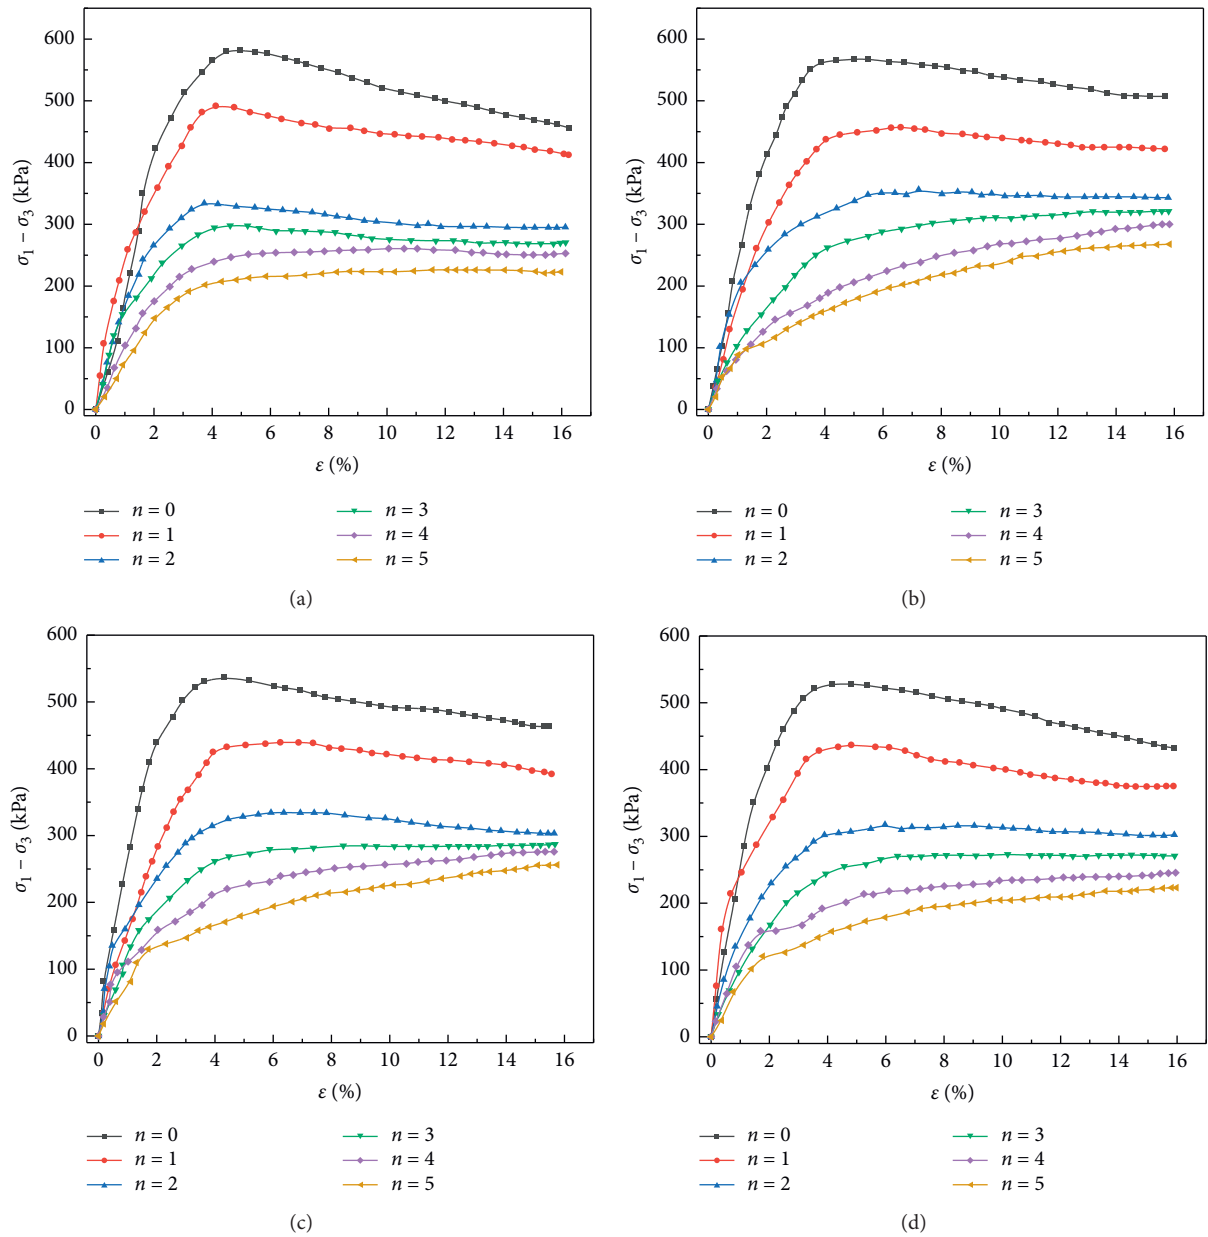 600
500
400
300
200
100
0
σ1 – σ3 (kPa)
0 2 4 6 8 10 12 14 16
ε (%)
n = 0
n = 1
n = 2
n = 3
n = 4
n = 5
(a)
600
500
400
300
200
100
0
σ1 – σ3 (kPa)
0 2 4 6 8 10 12 14 16
ε (%)
n = 0
n = 1
n = 2
n = 3
n = 4
n = 5
(b)
600
500
400
300
200
100
0
σ1 – σ3 (kPa)
0 2 4 6 8 10 12 14 16
ε (%)
n = 0
n = 1
n = 2
n = 3
n = 4
n = 5
(c)
600
500
400
300
200
100
0
σ1 – σ3 (kPa)
0 2 4 6 8 10 12 14 16
ε (%)
n = 0
n = 1
n = 2
n = 3
n = 4
n = 5
(d)